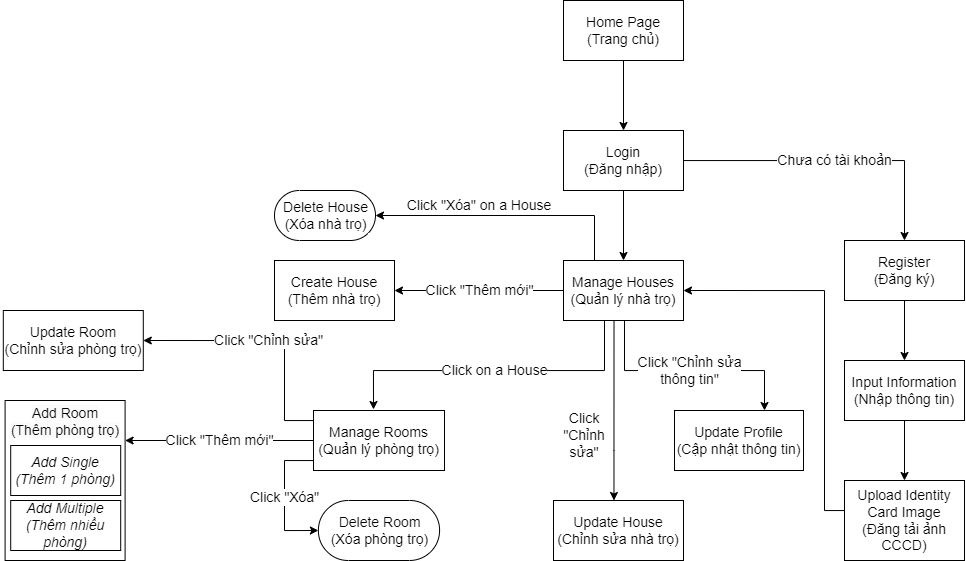 Home Page
(Trang chủ)
Login
(Đăng nhập)
Chưa có tài khoản
Delete House
(Xóa nhà trọ)
Click "Xóa" on a House
Register
(Đăng ký)
Create House
(Thêm nhà trọ)
Click "Thêm mới"
Manage Houses
(Quản lý nhà trọ)
Update Room
(Chỉnh sửa phòng trọ)
Click "Chỉnh sửa"
Click on a House
Click "Chỉnh sửa
thông tin"
Input Information
(Nhập thông tin)
Add Room
(Thêm phòng trọ)
Add Single
(Thêm 1 phòng)
Add Multiple
(Thêm nhiều
phòng)
Click "Thêm mới"
Manage Rooms
(Quản lý phòng trọ)
Click
"Chỉnh
sửa"
Update Profile
(Cập nhật thông tin)
Click "Xóa"
Delete Room
(Xóa phòng trọ)
Update House
(Chỉnh sửa nhà trọ)
Upload Identity
Card Image
(Đăng tải ảnh
CCCD)